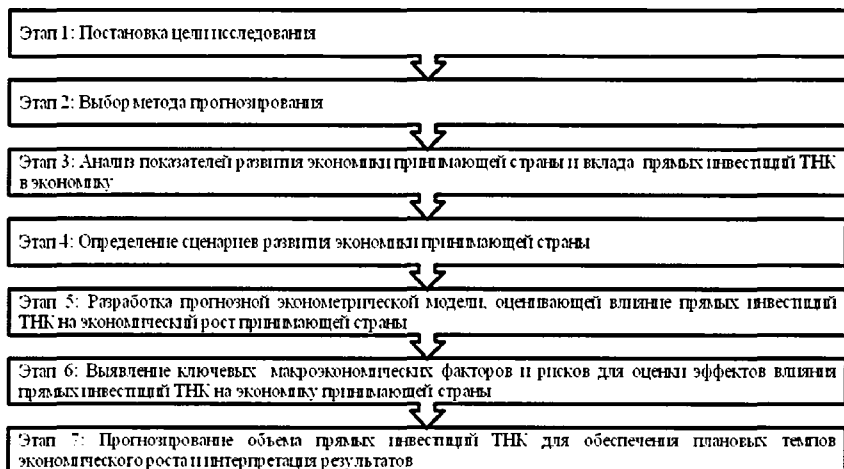 Этап 1: Постановка цели исследования
Этап 2: Выбор метода прогнозирования
Этап 3: Анализ показателей развития экономики принимающей страны и вклада прямых инвестиций ТНК
в экономику
Этап 4: Определение сценариев развития экономики принимающей страны
Этап 5: Разработка прогнозной эконометрической модели, оценивающей влияние прямых инвестиций
ТНК на экономический рост принимающей страны
Этап 6: Выявление ключевых макроэкономических факторов и рисков для оценки эффектов влияния
прямых инвестиций ТНК на экономику принимающей страны
Этап 7: Прогнозирование объема прямых инвестиций ТНК для обеспечения плановых темпов
экономического роста и интерпретация результатов